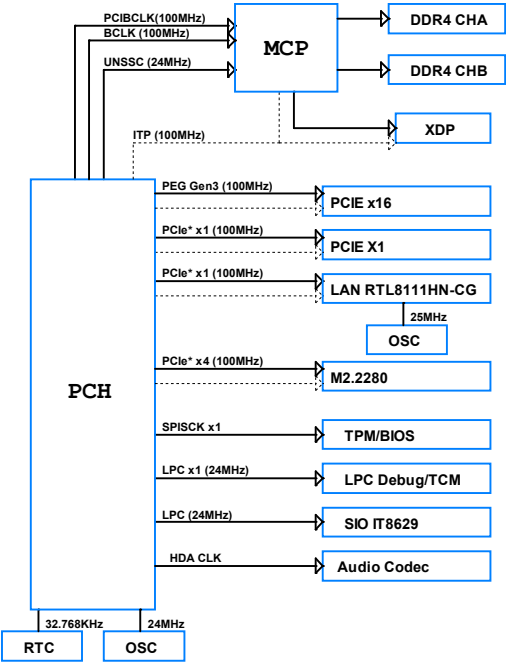 PCIBCLK(100MHz)
BCLK (100MHz)
UNSSC (24MHz)
MCP
DDR4 CHA
DDR4 CHB
ITP (100MHz)
XDP
PCH
PEG Gen3 (100MHz)
PCIE x16
PCIe* x1 (100MHz)
PCIE X1
PCIe* x1 (100MHz)
LAN RTL8111HN-CG
25MHz
OSC
PCIe* x4 (100MHz)
M2.2280
SPISCK x1
TPM/BIOS
LPC x1 (24MHz)
LPC Debug/TCM
LPC (24MHz)
SIO IT8629
HDA CLK
Audio Codec
32.768KHz
24MHz
RTC
OSC